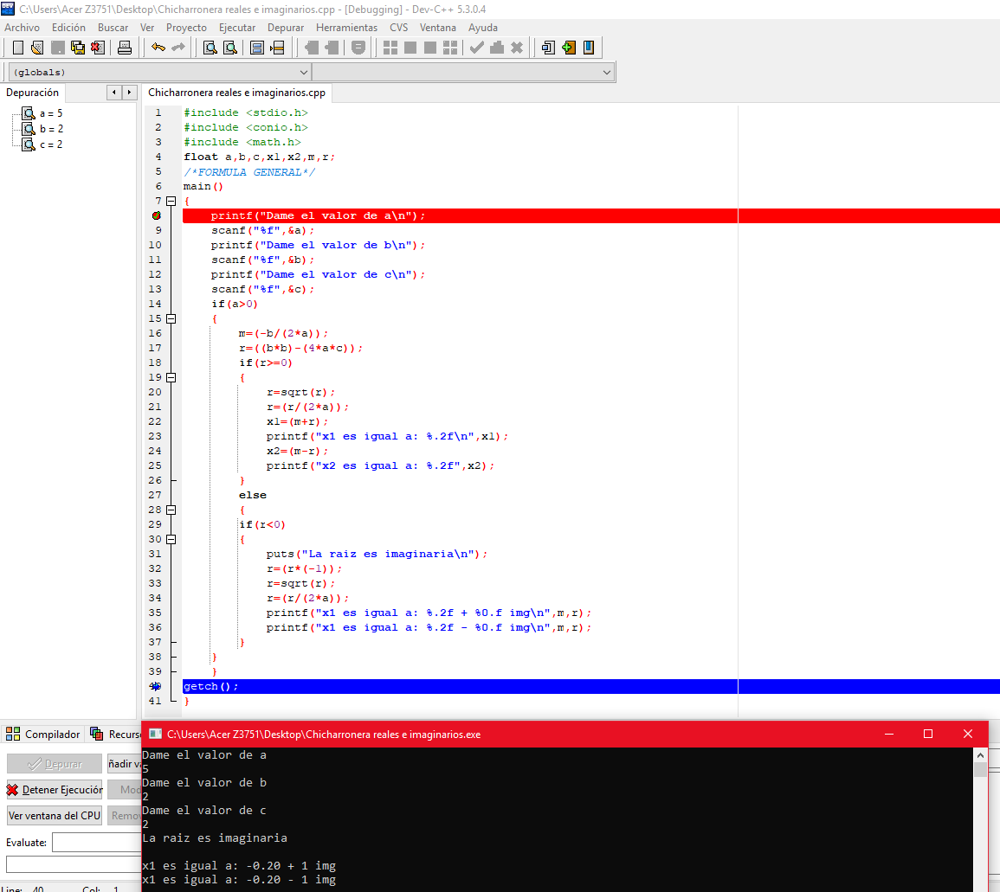 C:\Users\Acer Z3751\Desktop\Chicharronera reales e imaginarios.cpp - [Debugging] - Dev-C++ 5.3.0.4
Archivo Edición Buscar Ver Proyecto Ejecutar Depurar Herramientas CVS Ventana Ayuda
(globals)
Depuración
Chicharronera reales e imaginarios.cpp
a = 5
b = 2
c = 2
1 #include <stdio.h>
2 #include <conio.h>
3 #include <math.h>
4 float a,b,c,x1,x2,m,r;
5 /*FORMULA GENERAL*/
6 main()
7 {
printf("Dame el valor de a\n");
9 scanf("%f",&a);
10 printf("Dame el valor de b\n");
11 scanf("%f",&b);
12 printf("Dame el valor de c\n");
13 scanf("%f",&c);
14 if(a>0)
15 {
16 m=(-b/(2*a));
17 r=((b*b)-(4*a*c));
18 if(r>=0)
19 {
20 r=sqrt(r);
21 r=(r/(2*a));
22 x1=(m+r);
23 printf("x1 es igual a: %.2f\n",x1);
24 x2=(m-r);
25 printf("x2 es igual a: %.2f",x2);
26 }
27 else
28 {
29 if(r<0)
30 {
31 puts("La raiz es imaginaria\n");
32 r=(r*(-1));
33 r=sqrt(r);
34 r=(r/(2*a));
35 printf("x1 es igual a: %.2f + %0.f img\n",m,r);
36 printf("x1 es igual a: %.2f - %0.f img\n",m,r);
37 }
38 }
39 }
40 getch();
41 }
Compilador Recurs
Depurar
ñadir va
Detener Ejecución
Mod
Ver ventana del CPU
Remov
Evaluate:
Line: 40 Col: 1
C:\Users\Acer Z3751\Desktop\Chicharronera reales e imaginarios.exe
Dame el valor de a
5
Dame el valor de b
2
Dame el valor de c
2
La raiz es imaginaria
x1 es igual a: -0.20 + 1 img
x1 es igual a: -0.20 - 1 img